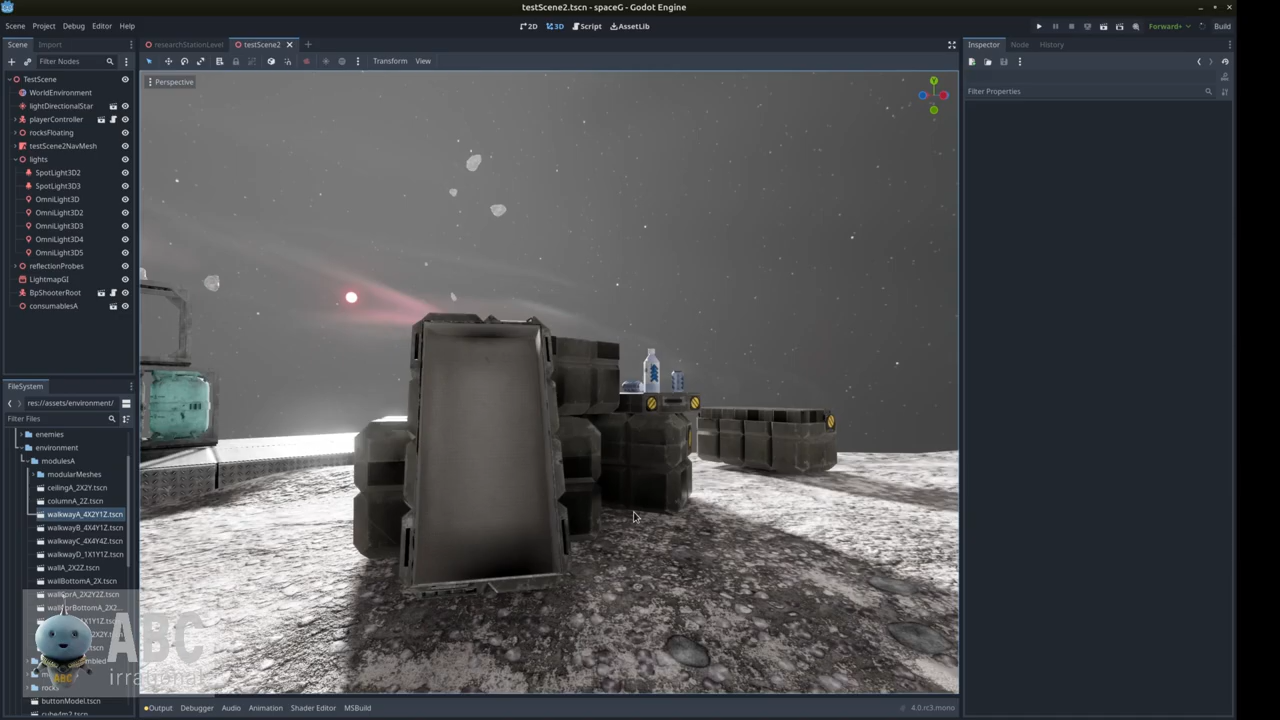 testScene2.tscn - spaceG - Godot Engine
Scene Project Debug Editor Help
2D 3D Script AssetLib
Forward+ Build
Scene Import
researchStationLevel testScene2
Inspector Node History
Filter Nodes
Transform View
TestScene
Perspective
WorldEnvironment
Filter Properties
lightDirectionalStar
playerController
rocksFloating
testScene2NavMesh
lights
SpotLight3D2
SpotLight3D3
OmniLight3D
OmniLight3D2
OmniLight3D3
OmniLight3D4
OmniLight3D5
reflectionProbes
LightmapGI
BpShooterRoot
consumablesA
FileSystem
res://assets/environment/
Filter Files
enemies
environment
modulesA
modularMeshes
ceilingA_2X2Y.tscn
columnA_2Z.tscn
walkwayA_4X2Y1Z.tscn
walkwayB_4X4Y1Z.tscn
walkwayC_4X4Y4Z.tscn
walkwayD_1X1Y1Z.tscn
wallA_2X2Z.tscn
wallBottomA_2X.tscn
ABC
irrational
ABC
rocks
buttonModel.tscn
Output Debugger Audio Animation Shader Editor MSBuild
4.0.rc3.mono